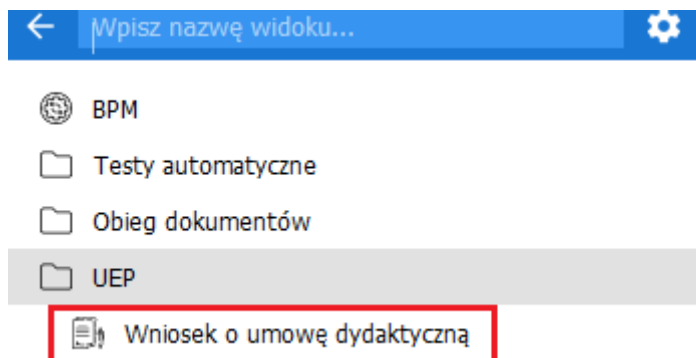 Wpisz nazwę widoku...
BPM
Testy automatyczne
Obieg dokumentów
UEP
Wniosek o umowę dydaktyczną